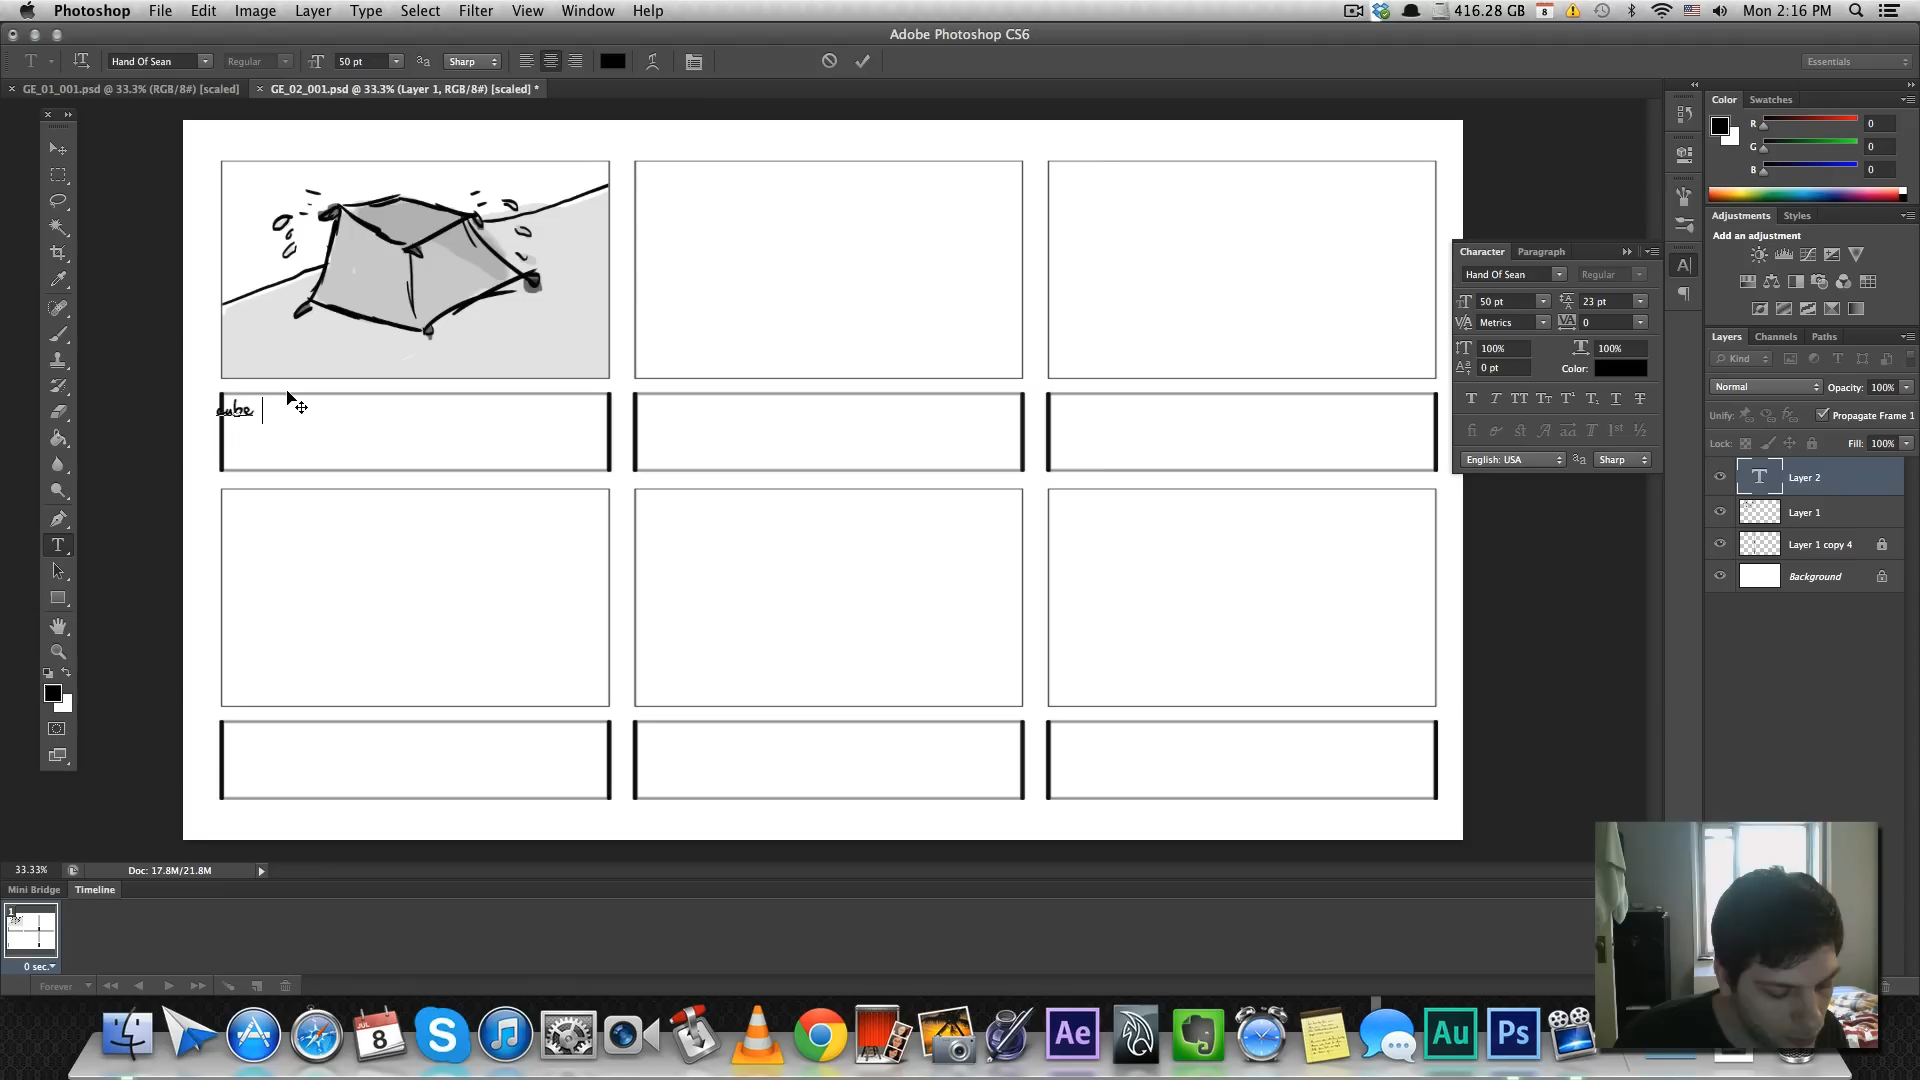 Photoshop File Edit Image Layer Type Select Filter View Window Help 416.28 GB 8 Mon 2:16 PM
Adobe Photoshop CS6
T Hand Of Sean Regular 50 pt Sharp Essentials
GE_01_001.psd @ 33.3% (RGB/8#) [scaled] GE_02_001.psd @ 33.3% (Layer 1, RGB/8#) [scaled] *
Color Swatches
R 0
G 0
B 0
Adjustments Styles
Add an adjustment
Character Paragraph
Hand Of Sean Regular
50 pt 23 pt
Metrics 0
100% 100%
0 pt Color:
English: USA Sharp
Layers Channels Paths
Kind
Normal Opacity: 100%
Unify: Propagate Frame 1
Lock: Fill: 100%
Layer 2
Layer 1
Layer 1 copy 4
Background
cube
33.33% Doc: 17.8M/21.8M
Mini Bridge Timeline
1
0 sec.
Forever
JUL
8
Ae
Au
Ps